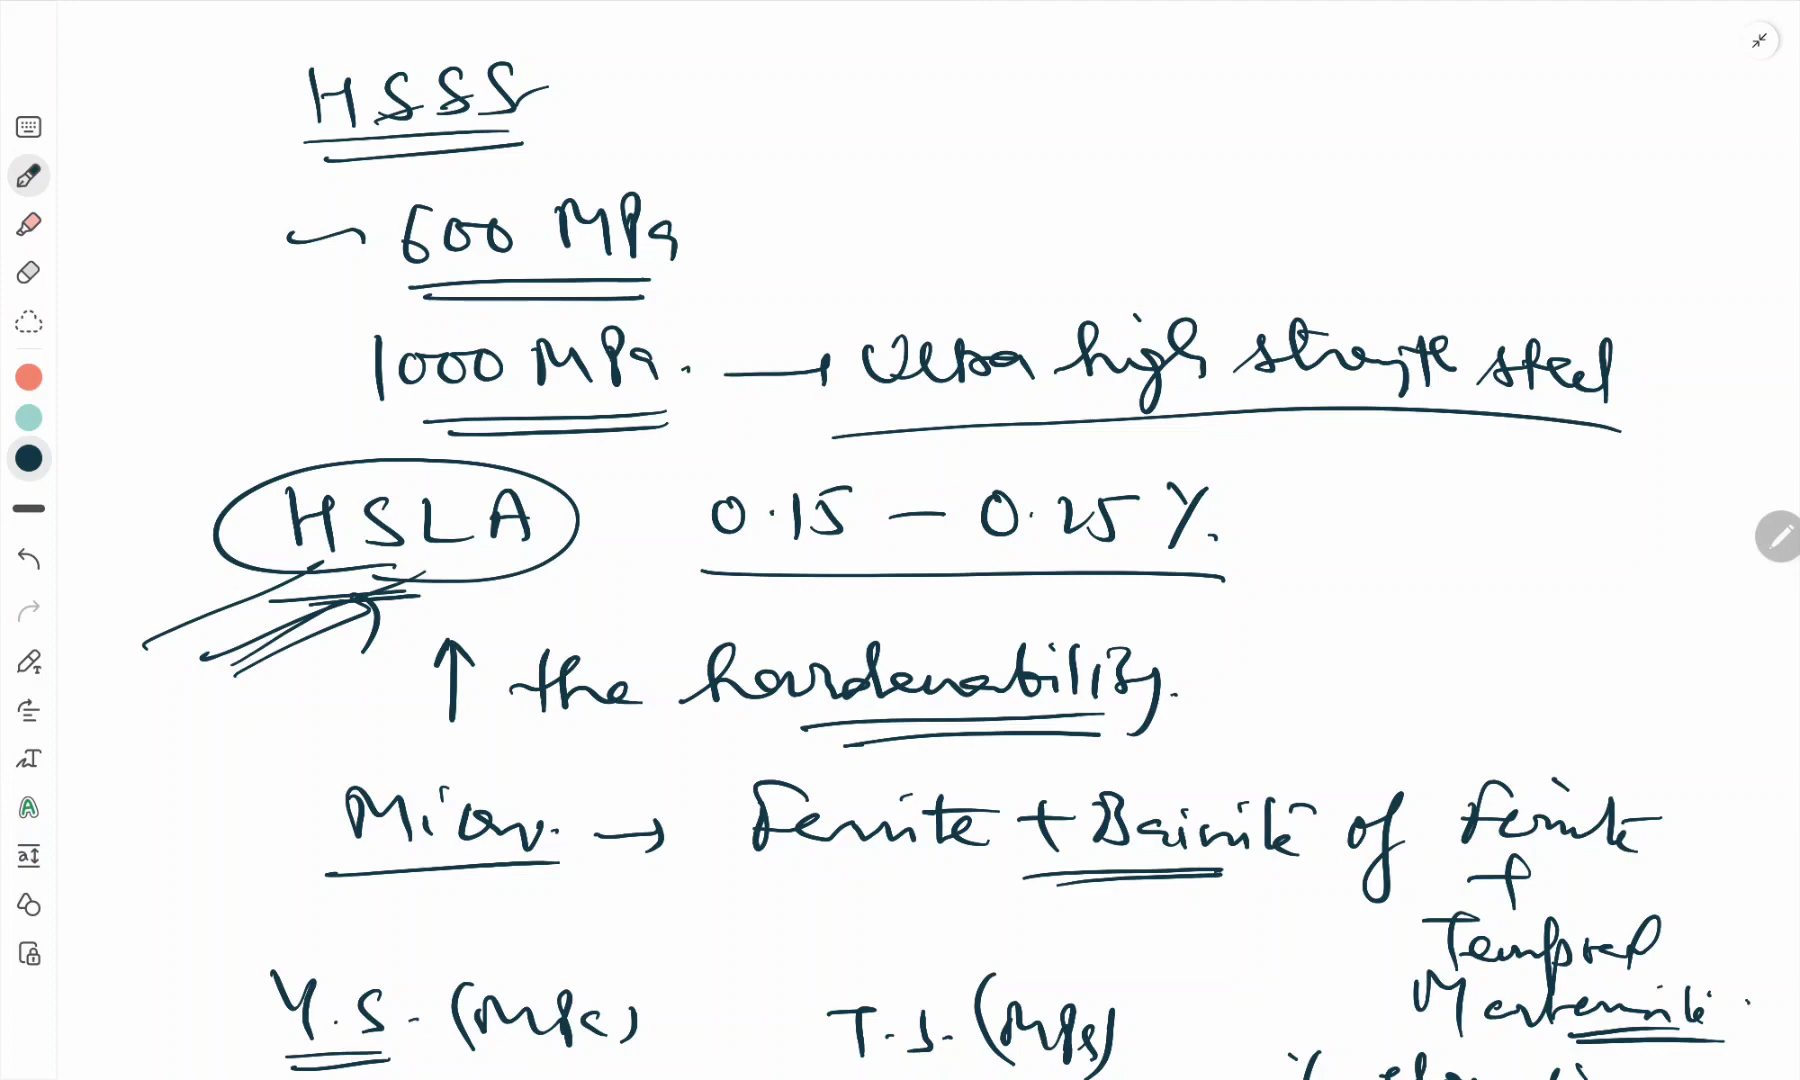 HSSS
~ 600 MPa
1000 MPa. → Ultra high strength steel
HSLA 0.15 – 0.25 %.
↑ the hardenability.
Micr. → Ferrite + Bainite of Ferrite
+
Tempered
Martensite.
Y.S. (MPa) T.S. (MPa)